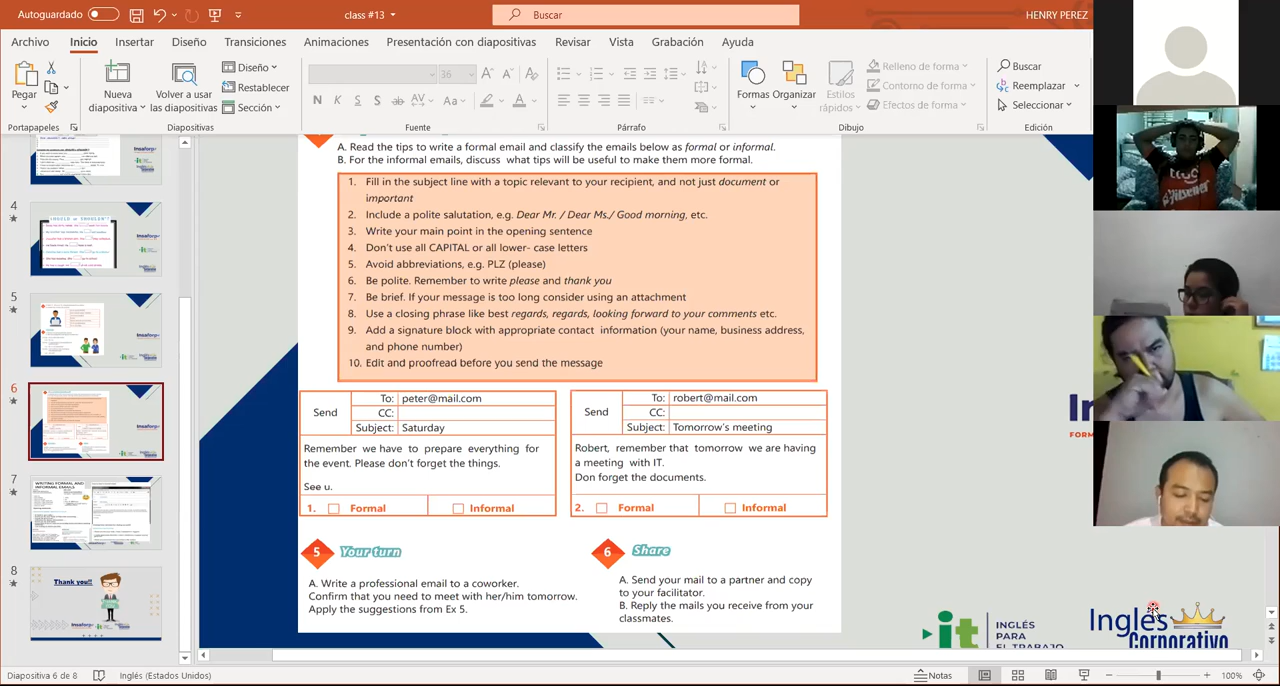 Autoguardado
class #13
Buscar
HENRY PEREZ
Archivo Inicio Insertar Diseño Transiciones Animaciones Presentación con diapositivas Revisar Vista Grabación Ayuda
Pegar
Nueva diapositiva
Volver a usar las diapositivas
Diseño
Restablecer
Sección
36
N K S S ab AV Aa A
Formas Organizar Estilos rápidos
Relleno de forma
Contorno de forma
Efectos de forma
Buscar
Reemplazar
Seleccionar
Portapapeles Diapositivas Fuente Párrafo Dibujo Edición
A. Read the tips to write a formal email and classify the emails below as formal or informal.
B. For the informal emails, discuss what tips will be useful to make them more formal.
1. Fill in the subject line with a topic relevant to your recipient, and not just document or
important
2. Include a polite salutation, e.g. Dear Mr. / Dear Ms./ Good morning, etc.
3. Write your main point in the opening sentence
4. Don't use all CAPITAL or all lower- case letters
5. Avoid abbreviations, e.g. PLZ (please)
6. Be polite. Remember to write please and thank you
7. Be brief. If your message is too long consider using an attachment
8. Use a closing phrase like best regards, regards, looking forward to your comments etc.
9. Add a signature block with appropriate contact information (your name, business address,
and phone number)
10. Edit and proofread before you send the message
Send
To: peter@mail.com
CC:
Subject: Saturday
Remember we have to prepare everything for
the event. Please don't forget the things.
See u.
1. Formal Informal
Send
To: robert@mail.com
CC:
Subject: Tomorrow's meeting
Robert, remember that tomorrow we are having
a meeting with IT.
Don forget the documents.
2. Formal Informal
5 Your turn
A. Write a professional email to a coworker.
Confirm that you need to meet with her/him tomorrow.
Apply the suggestions from Ex 5.
6 Share
A. Send your mail to a partner and copy
to your facilitator.
B. Reply the mails you receive from your
classmates.
it
INGLÉS
PARA
EL TRABAJO
Inglés
Corporativo
4
5
6
7
WRITING FORMAL AND
INFORMAL EMAILS
8
Thank you!!
Diapositiva 6 de 8
Inglés (Estados Unidos)
Notas
100%